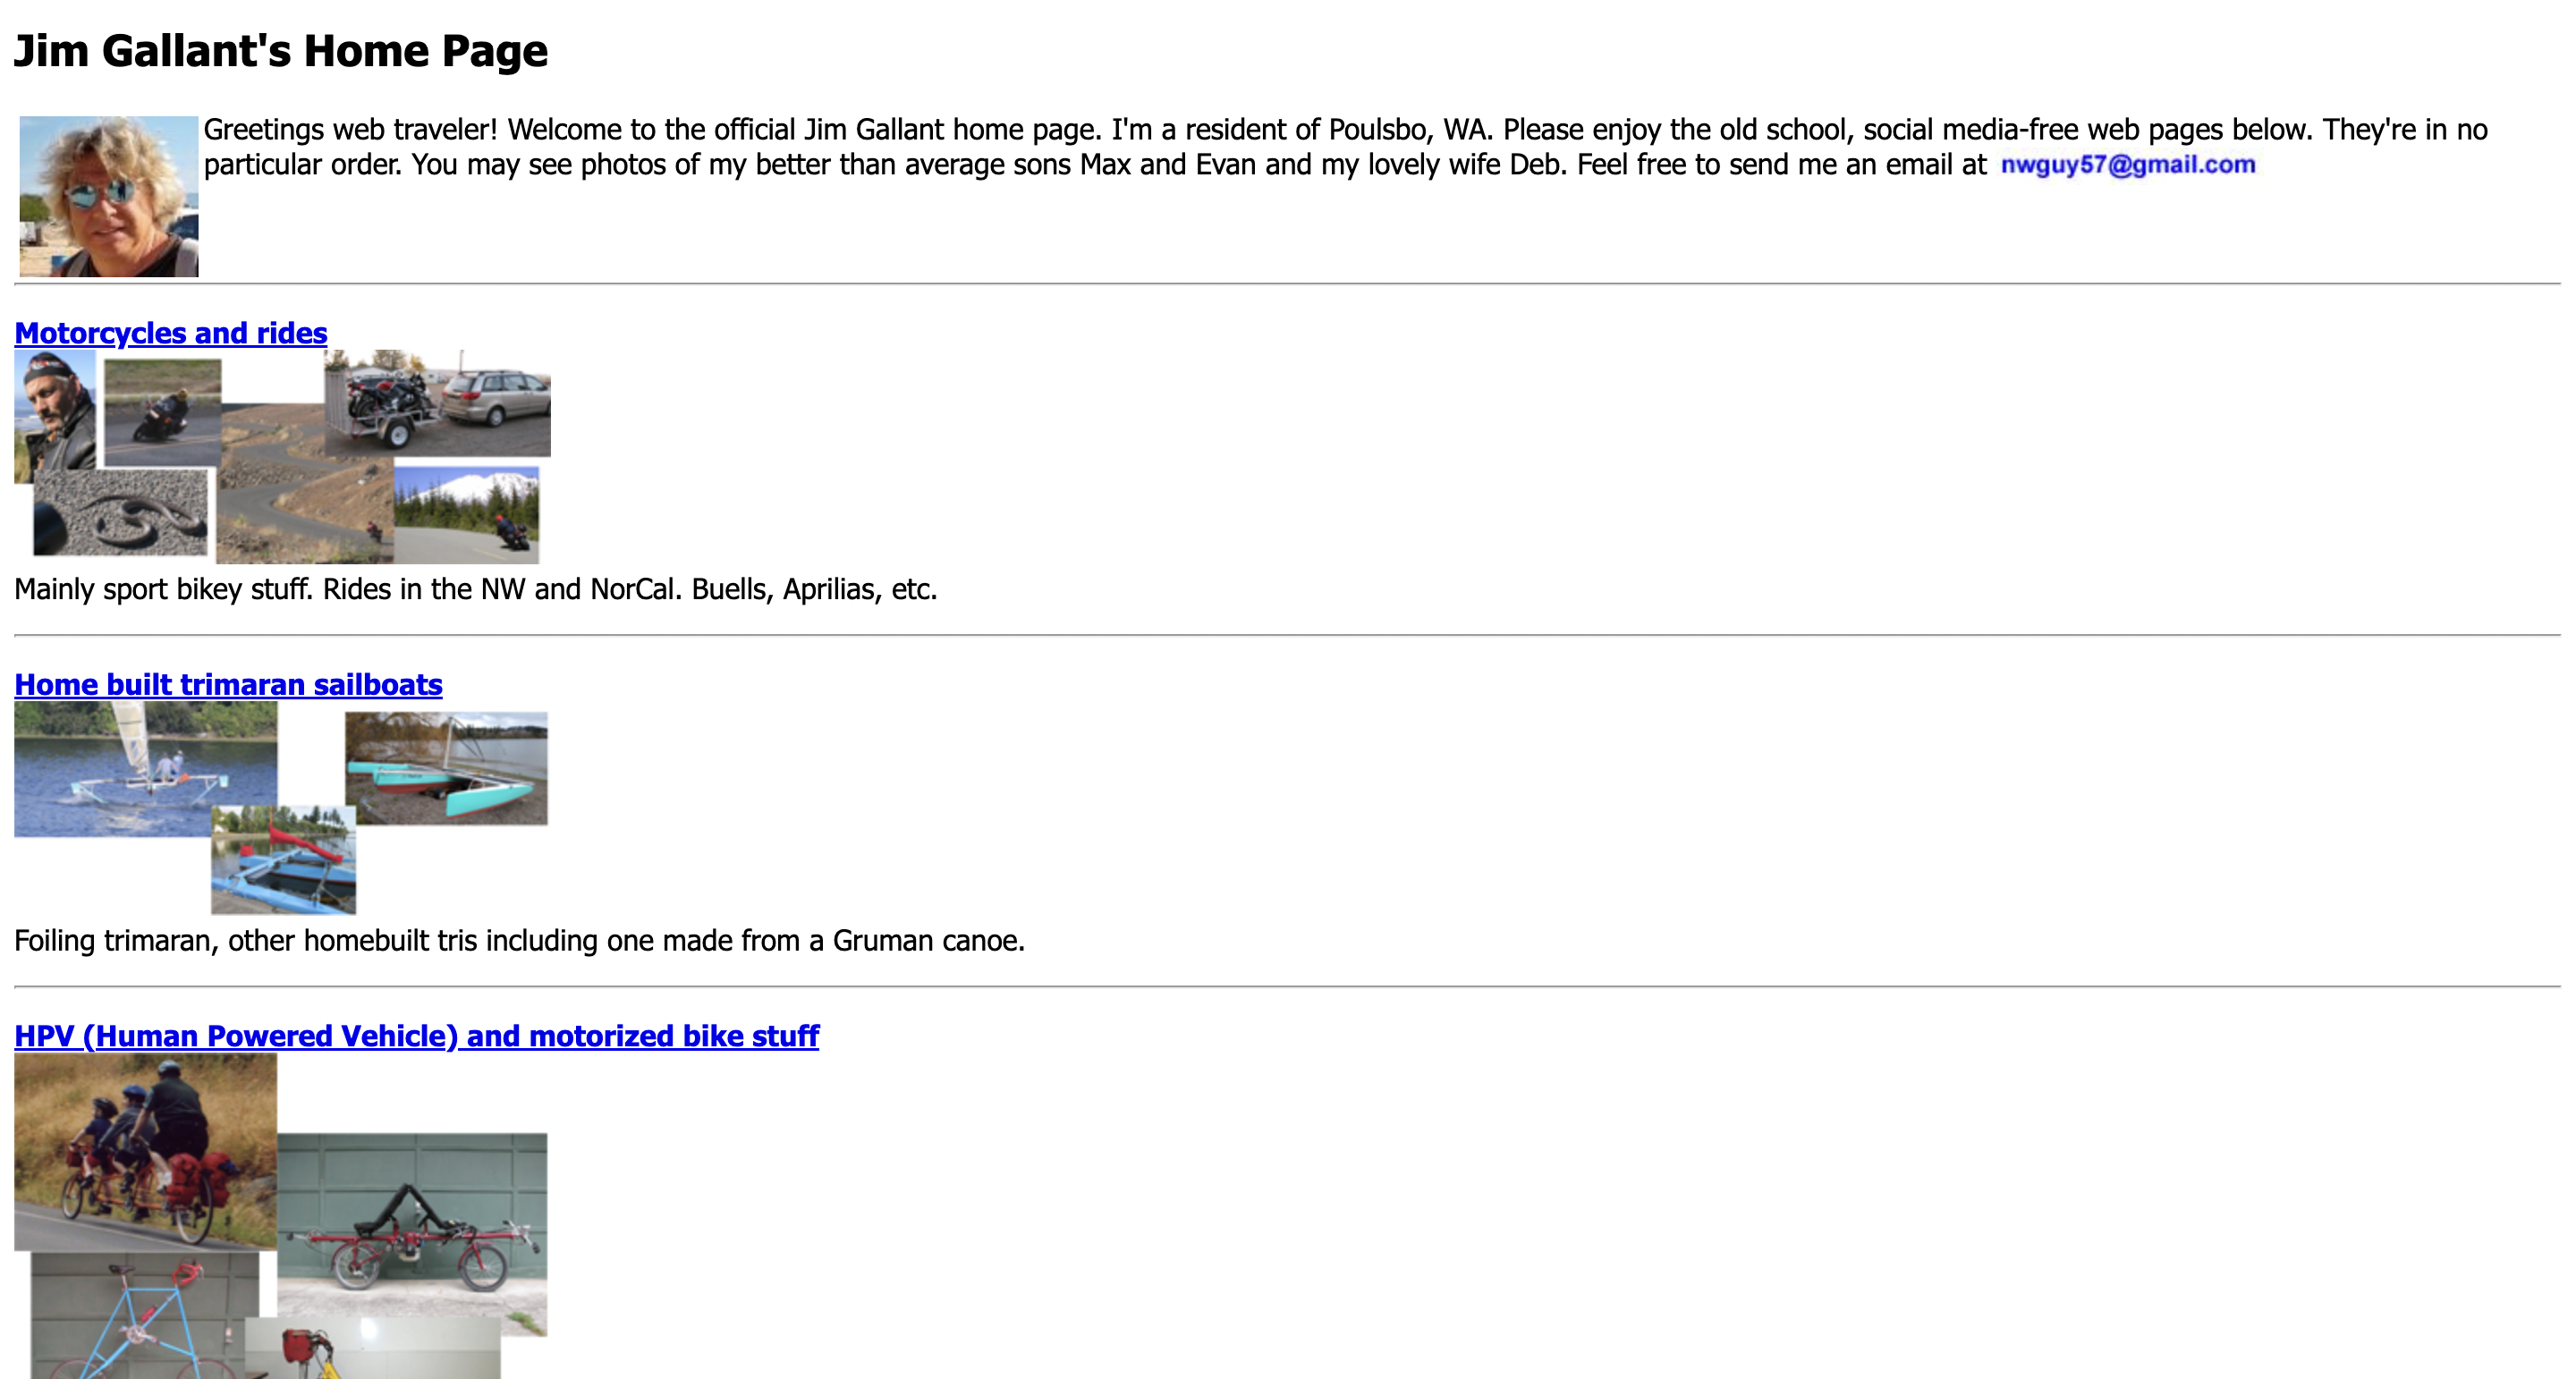 Jim Gallant's Home Page
Greetings web traveler! Welcome to the official Jim Gallant home page. I'm a resident of Poulsbo, WA. Please enjoy the old school, social media-free web pages below. They're in no
particular order. You may see photos of my better than average sons Max and Evan and my lovely wife Deb. Feel free to send me an email at nwguy57@gmail.com
Motorcycles and rides
Mainly sport bikey stuff. Rides in the NW and NorCal. Buells, Aprilias, etc.
Home built trimaran sailboats
Foiling trimaran, other homebuilt tris including one made from a Gruman canoe.
HPV (Human Powered Vehicle) and motorized bike stuff